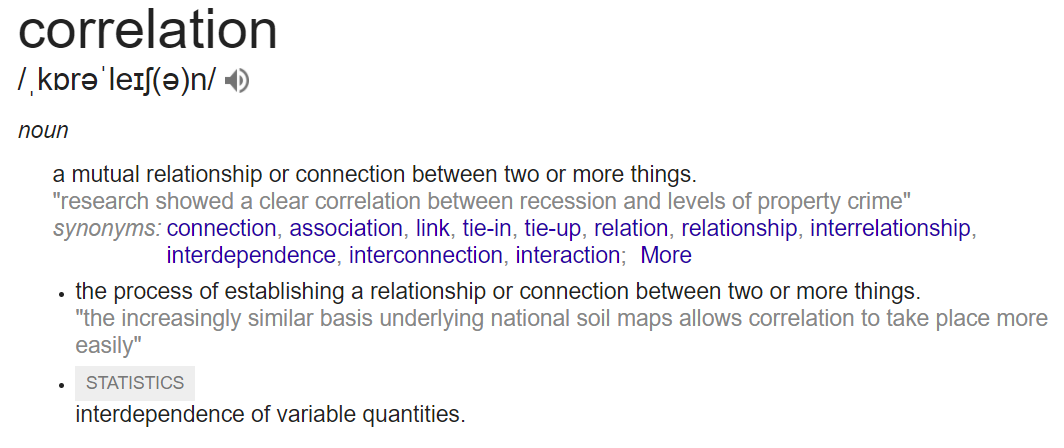 correlation
/ˌkɒrəˈleɪʃ(ə)n/
noun
a mutual relationship or connection between two or more things.
"research showed a clear correlation between recession and levels of property crime"
synonyms: connection, association, link, tie-in, tie-up, relation, relationship, interrelationship,
interdependence, interconnection, interaction; More
• the process of establishing a relationship or connection between two or more things.
"the increasingly similar basis underlying national soil maps allows correlation to take place more
easily"
• STATISTICS
interdependence of variable quantities.